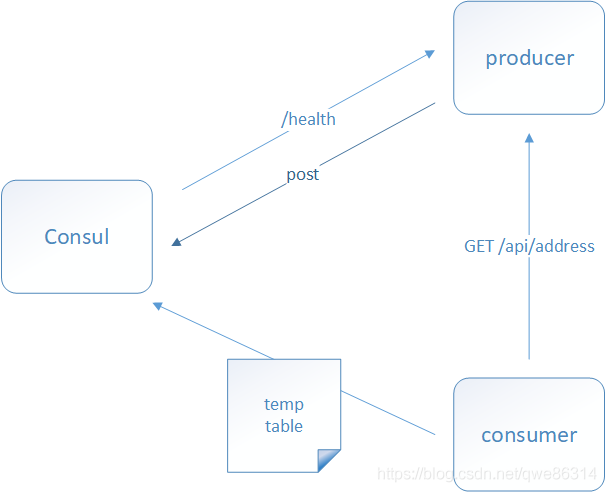 producer
/health
post
Consul
GET /api/address
temp
table
consumer
https://blog.csdn.net/qwe86314